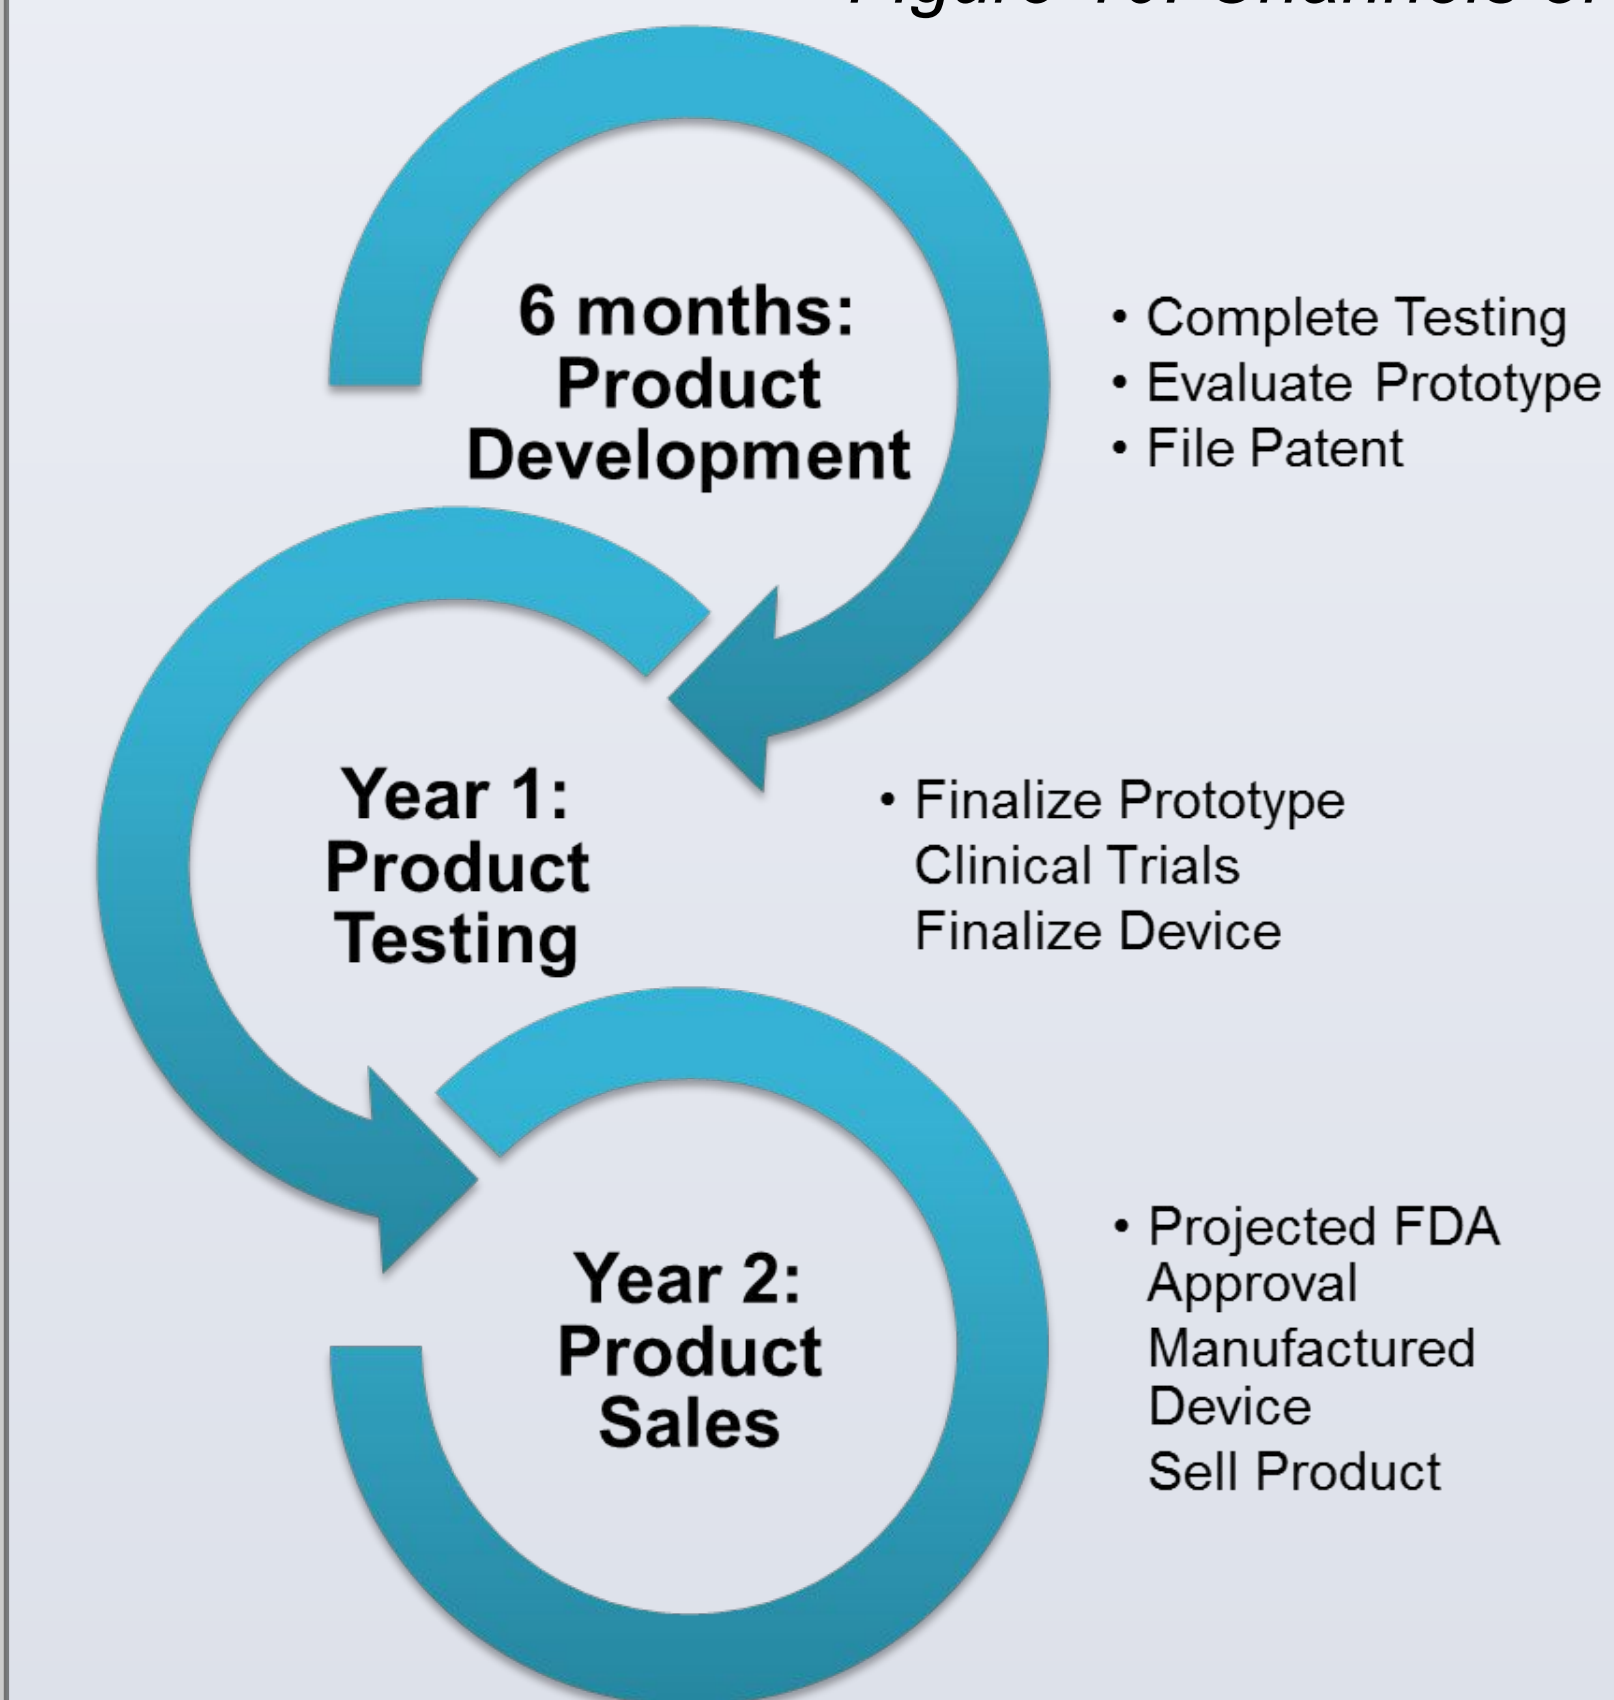 6 months:
Product
Development
• Complete Testing
• Evaluate Prototype
• File Patent
Year 1:
Product
Testing
• Finalize Prototype
Clinical Trials
Finalize Device
Year 2:
Product
Sales
• Projected FDA
Approval
Manufactured
Device
Sell Product